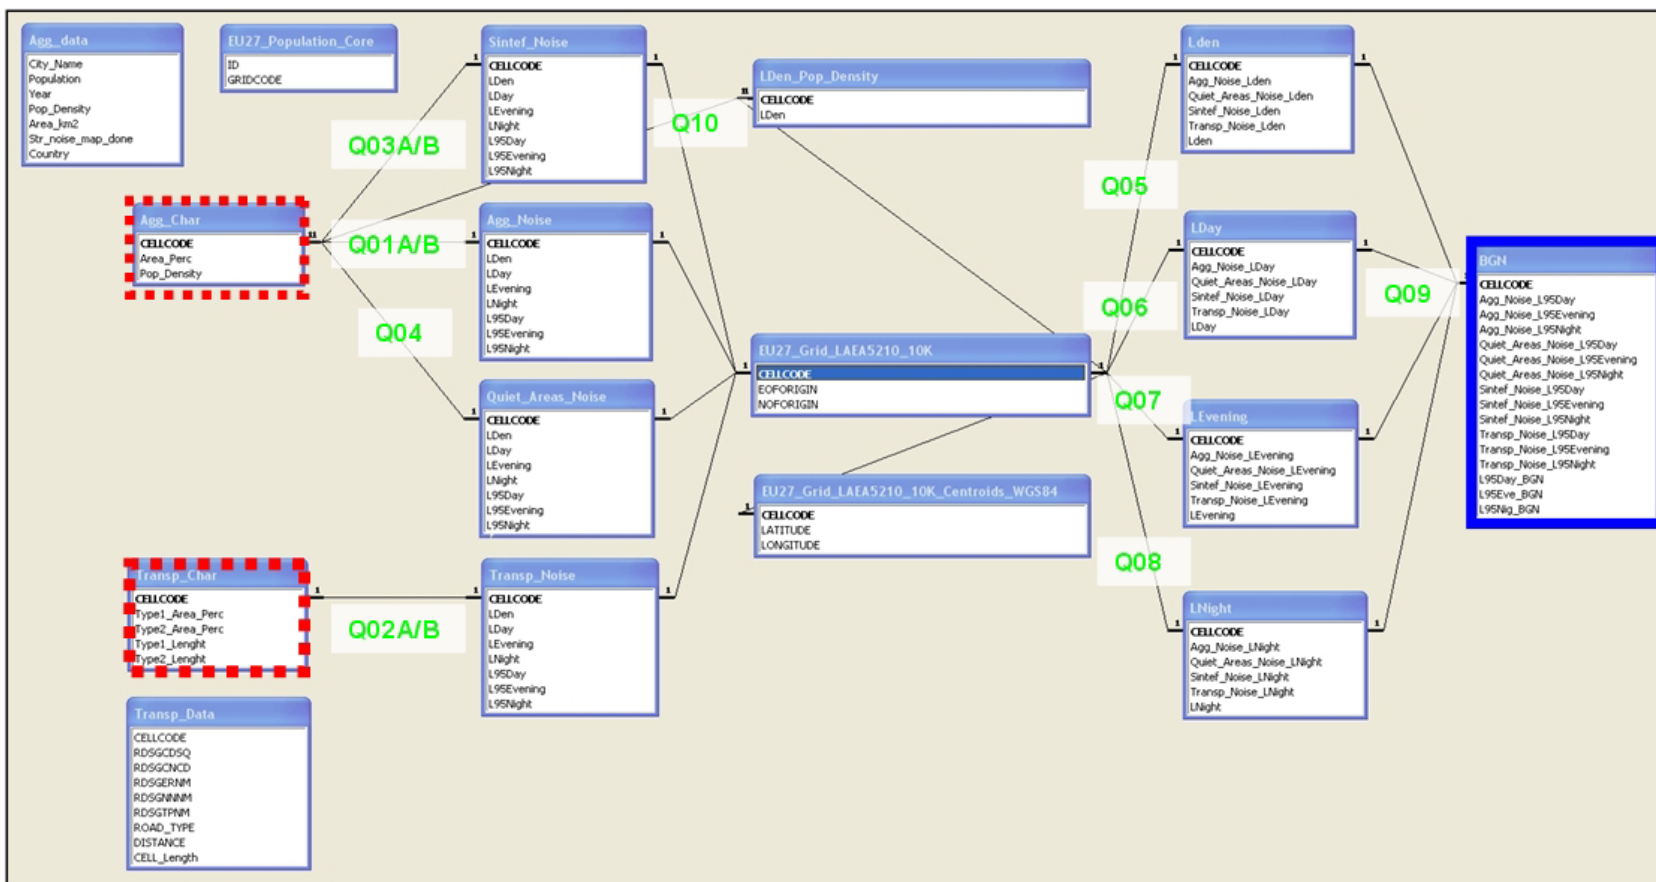 Agg_data
City_Name
Population
Year
Pop_Density
Area_km2
Str_noise_map_done
Country
EU27_Population_Core
ID
GRIDCODE
Sintef_Noise
CELLCODE
LDen
LDay
LEvening
LNight
L95Day
L95Evening
L95Night
LDen_Pop_Density
CELLCODE
LDen
Lden
CELLCODE
Agg_Noise_Lden
Quiet_Areas_Noise_Lden
Sintef_Noise_Lden
Transp_Noise_Lden
Lden
Q03A/B
Q10
Q05
Agg_Char
CELLCODE
Area_Perc
Pop_Density
Q01A/B
Q04
Agg_Noise
CELLCODE
LDen
LDay
LEvening
LNight
L95Day
L95Evening
L95Night
LDay
CELLCODE
Agg_Noise_LDay
Quiet_Areas_Noise_LDay
Sintef_Noise_LDay
Transp_Noise_LDay
LDay
Q06
Q09
BGN
CELLCODE
Agg_Noise_L95Day
Agg_Noise_L95Evening
Agg_Noise_L95Night
Quiet_Areas_Noise_L95Day
Quiet_Areas_Noise_L95Evening
Quiet_Areas_Noise_L95Night
Sintef_Noise_L95Day
Sintef_Noise_L95Evening
Sintef_Noise_L95Night
Transp_Noise_L95Day
Transp_Noise_L95Evening
Transp_Noise_L95Night
L95Day_BGN
L95Eve_BGN
L95Nig_BGN
EU27_Grid_LAEA5210_10K
CELLCODE
EOFORIGIN
NOFORIGIN
Q07
Quiet_Areas_Noise
CELLCODE
LDen
LDay
LEvening
LNight
L95Day
L95Evening
L95Night
LEvening
CELLCODE
Agg_Noise_LEvening
Quiet_Areas_Noise_LEvening
Sintef_Noise_LEvening
Transp_Noise_LEvening
LEvening
EU27_Grid_LAEA5210_10K_Centroids_WGS84
CELLCODE
LATITUDE
LONGITUDE
Q08
Transp_Char
CELLCODE
Type1_Area_Perc
Type2_Area_Perc
Type1_Lenght
Type2_Lenght
Q02A/B
Transp_Noise
CELLCODE
LDen
LDay
LEvening
LNight
L95Day
L95Evening
L95Night
LNight
CELLCODE
Agg_Noise_LNight
Quiet_Areas_Noise_LNight
Sintef_Noise_LNight
Transp_Noise_LNight
LNight
Transp_Data
CELLCODE
RDSGCDSQ
RDSGCNCD
RDSGERNM
RDSGNNNM
RDSGTPNM
ROAD_TYPE
DISTANCE
CELL_Length